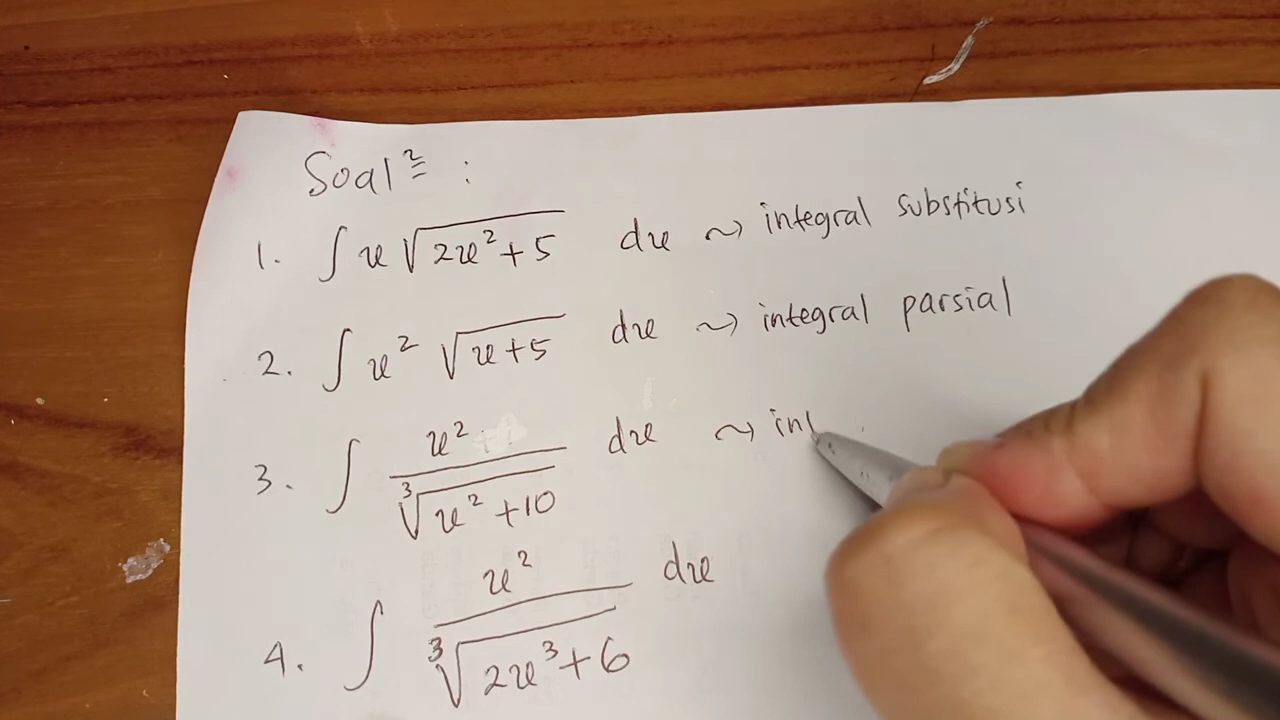 Soal² :
1. ∫ x √(2x² + 5) dx ⤳ integral substitusi
2. ∫ x² √(x + 5) dx ⤳ integral parsial
3. ∫ x² / ∛(x² + 10) dx ⤳ int
4. ∫ x² / ∛(2x³ + 6) dx